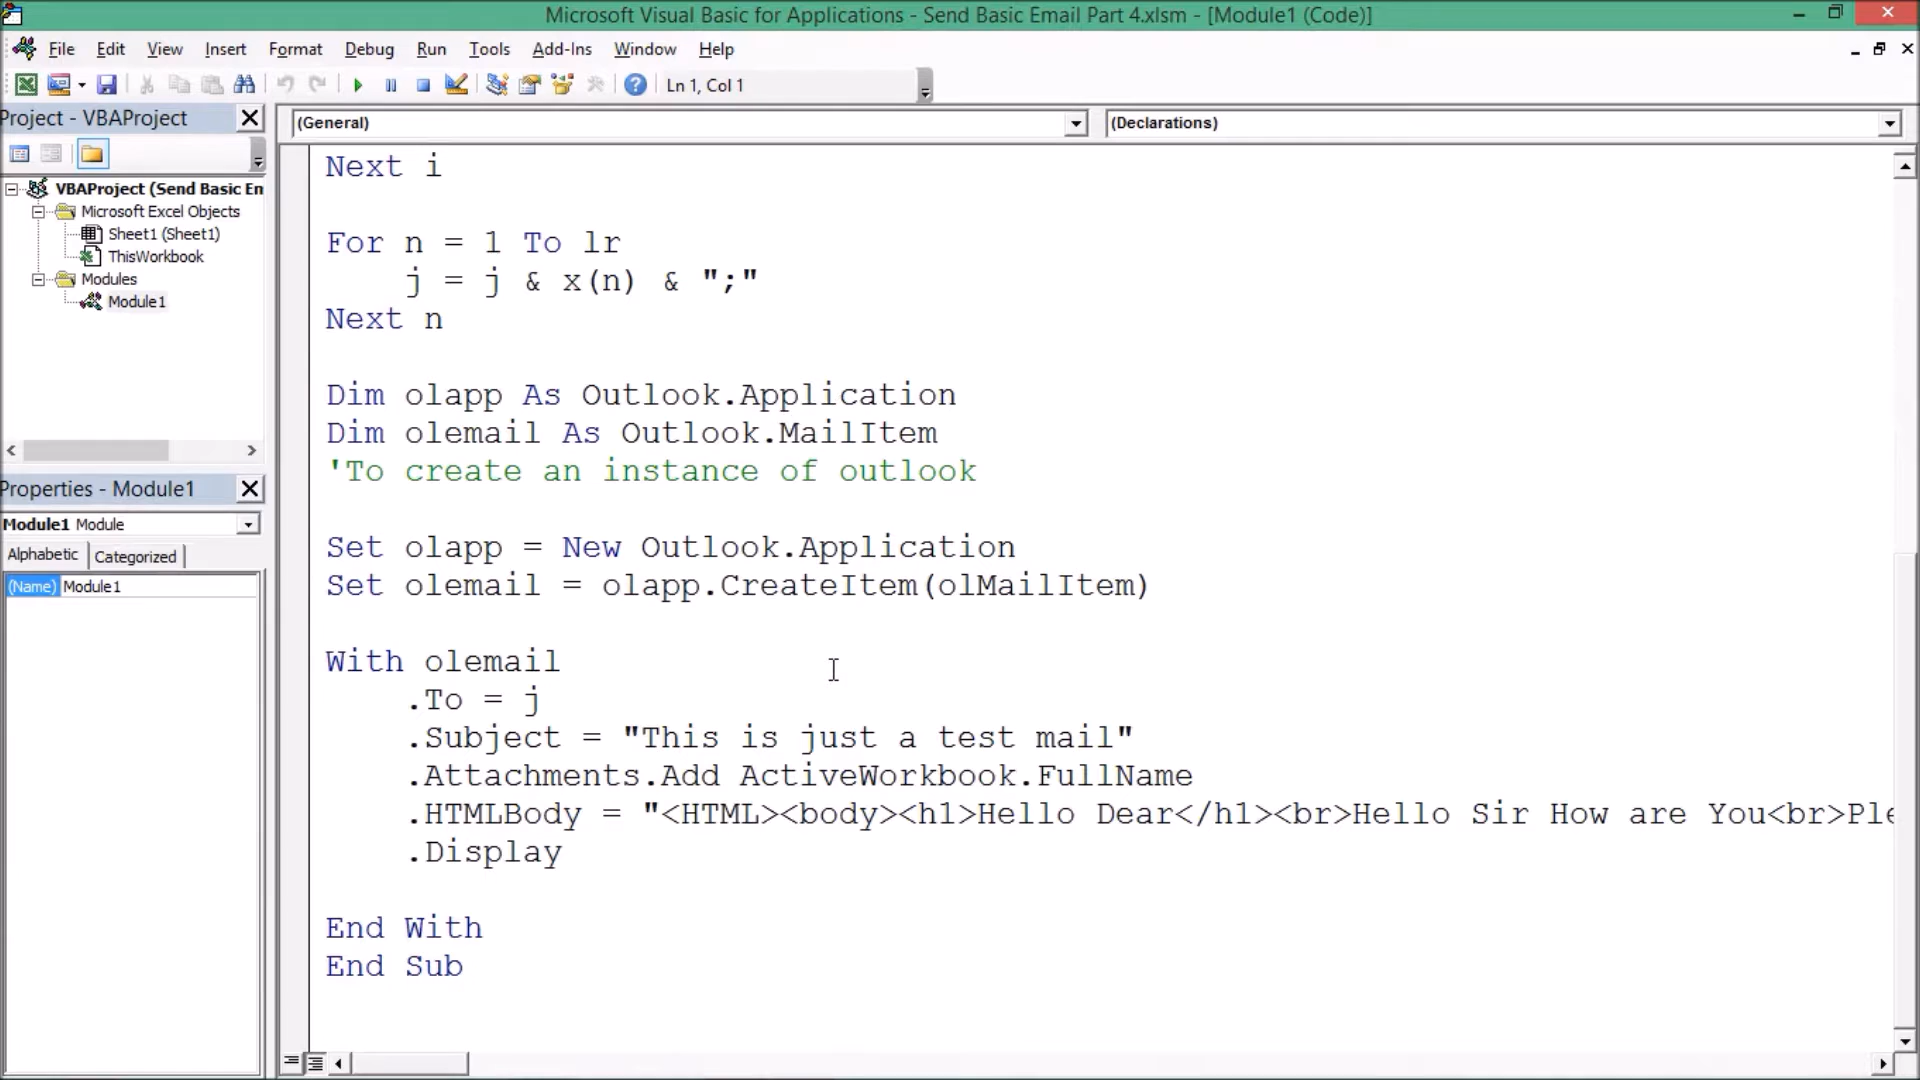 Microsoft Visual Basic for Applications - Send Basic Email Part 4.xlsm - [Module1 (Code)]
File Edit View Insert Format Debug Run Tools Add-Ins Window Help
Ln 1, Col 1
Project - VBAProject
(General) (Declarations)
VBAProject (Send Basic En
Microsoft Excel Objects
Sheet1 (Sheet1)
ThisWorkbook
Modules
Module1
Properties - Module1
Module1 Module
Alphabetic Categorized
(Name) Module1
Next i
For n = 1 To lr
j = j & x(n) & ";"
Next n
Dim olapp As Outlook.Application
Dim olemail As Outlook.MailItem
'To create an instance of outlook
Set olapp = New Outlook.Application
Set olemail = olapp.CreateItem(olMailItem)
With olemail
.To = j
.Subject = "This is just a test mail"
.Attachments.Add ActiveWorkbook.FullName
.HTMLBody = "<HTML><body><h1>Hello Dear</h1><br>Hello Sir How are You<br>Ple
.Display
End With
End Sub